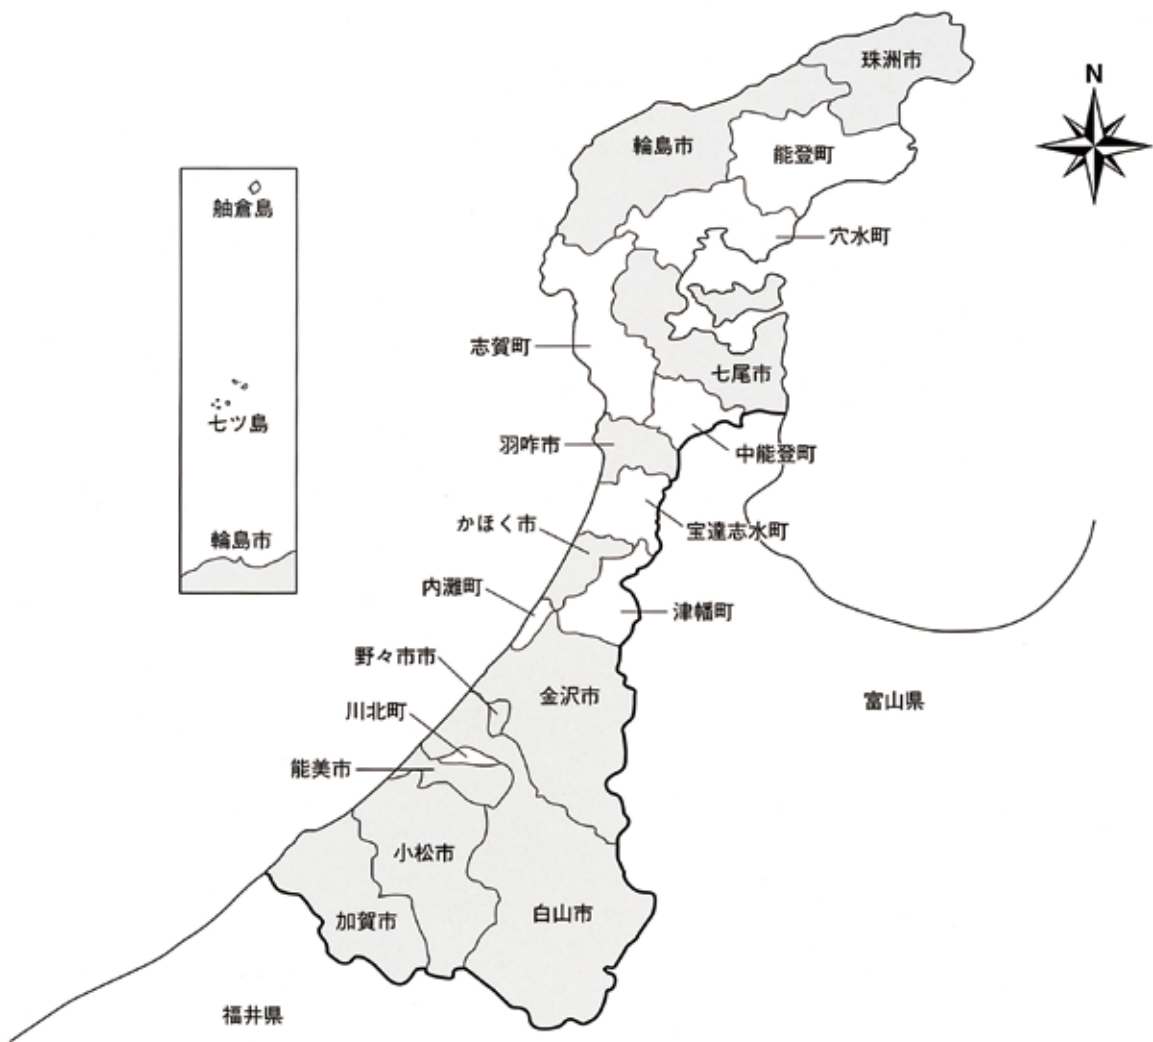 珠洲市
N
輪島市
能登町
舳倉島
穴水町
志賀町
七尾市
七ツ島
羽咋市
中能登町
かほく市
宝達志水町
輪島市
内灘町
津幡町
野々市市
金沢市
富山県
川北町
能美市
小松市
白山市
加賀市
福井県